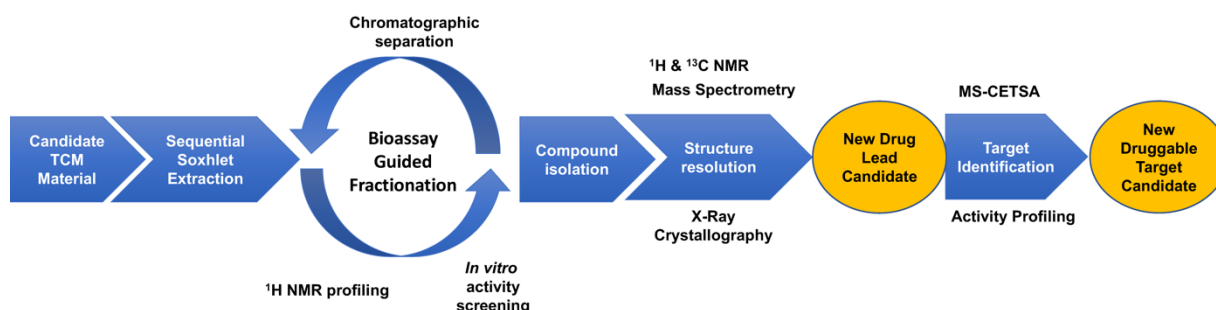 Chromatographic
separation
Candidate
TCM
Material
Sequential
Soxhlet
Extraction
Bioassay
Guided
Fractionation
¹H NMR profiling
In vitro
activity
screening
Compound
isolation
¹H & ¹³C NMR
Mass Spectrometry
Structure
resolution
X-Ray
Crystallography
New Drug
Lead
Candidate
MS-CETSA
Target
Identification
Activity Profiling
New
Druggable
Target
Candidate